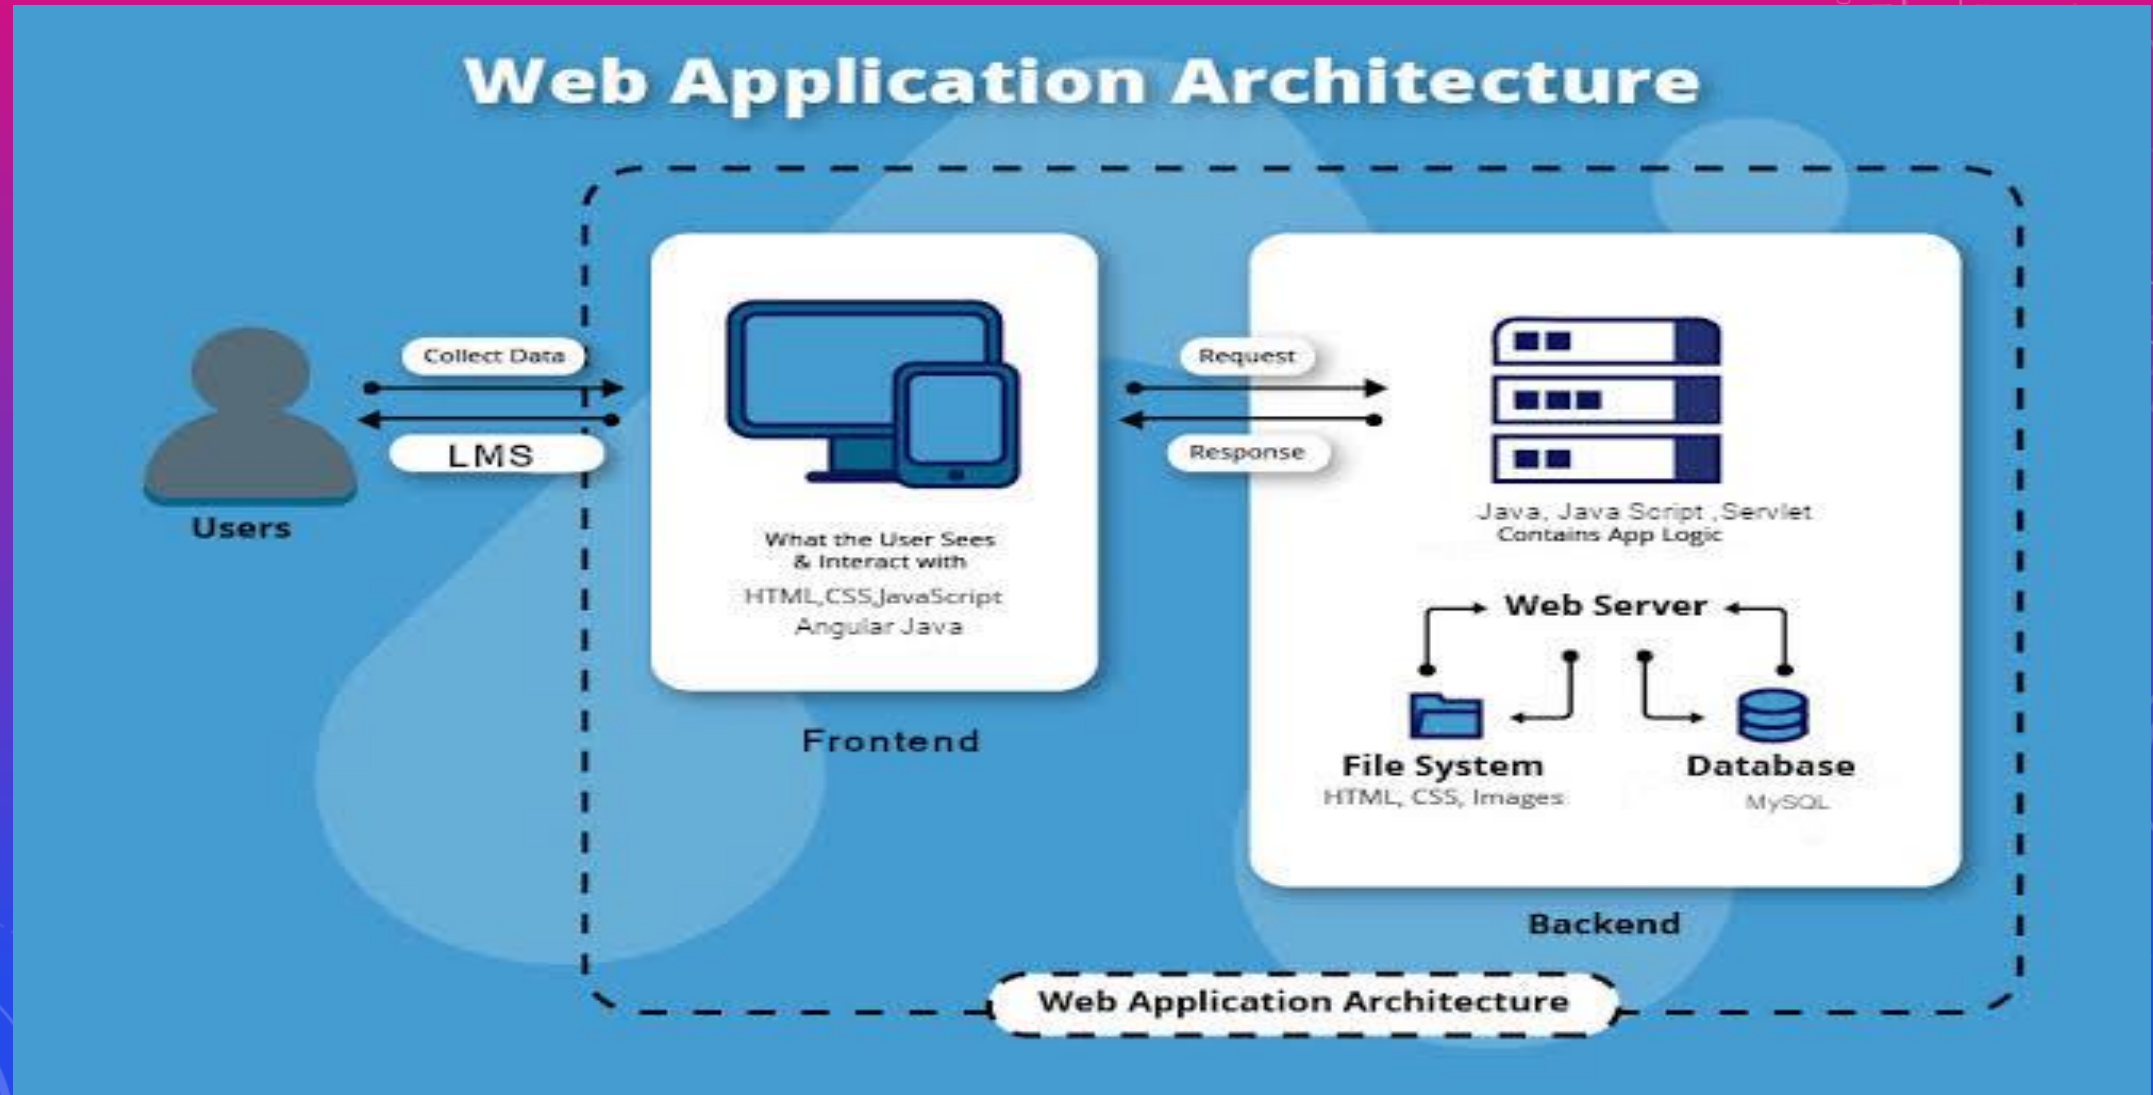 Web Application Architecture
Collect Data
LMS
Users
What the User Sees
& Interact with
HTML,CSS,JavaScript
Angular Java
Frontend
Request
Response
Java, Java Script ,Servlet
Contains App Logic
Web Server
File System
HTML, CSS, Images
Database
MySQL
Backend
Web Application Architecture